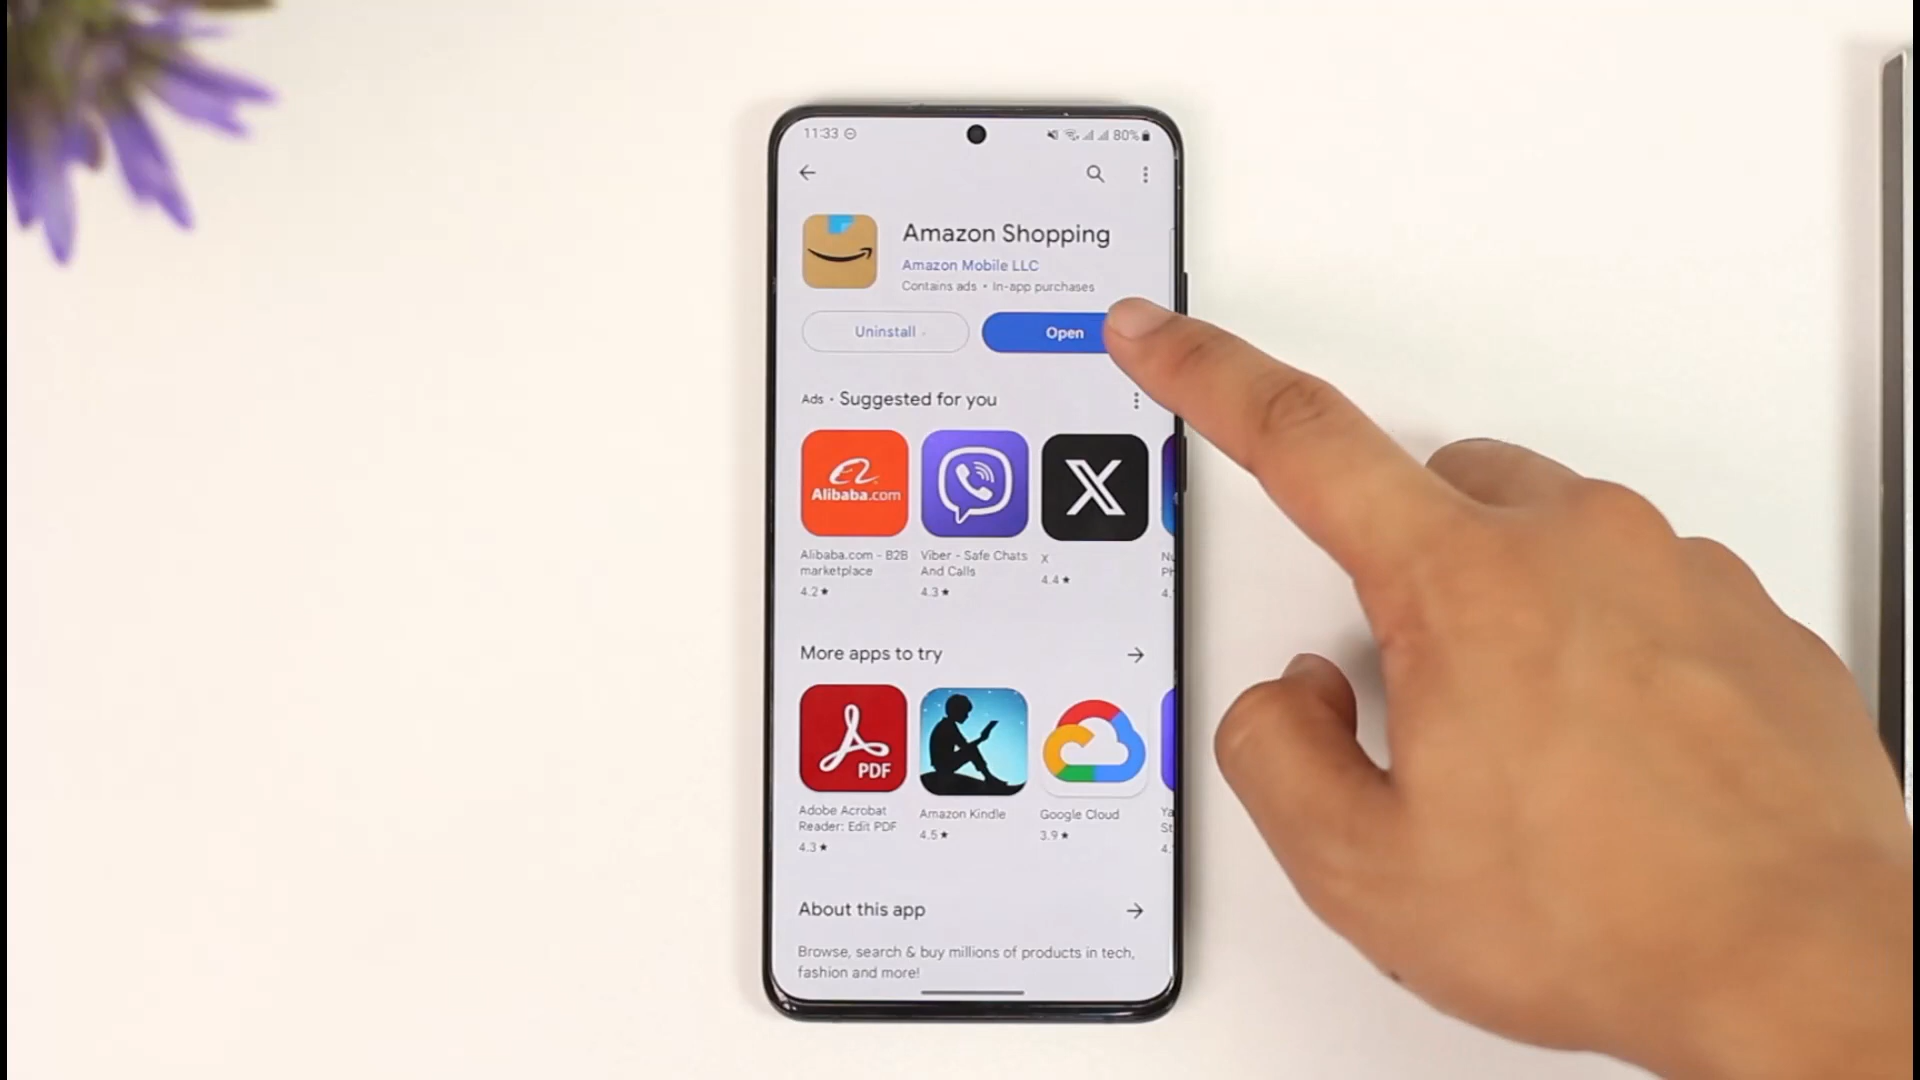 11:33 80%
Amazon Shopping
Amazon Mobile LLC
Contains ads • In-app purchases
Uninstall Open
Ads • Suggested for you
Alibaba.com
Alibaba.com - B2B marketplace
4.2★
Viber - Safe Chats And Calls
4.3★
X
4.4★
4.
More apps to try
PDF
Adobe Acrobat Reader: Edit PDF
4.3★
Amazon Kindle
4.5★
Google Cloud
3.9★
4.
About this app
Browse, search & buy millions of products in tech,
fashion and more!